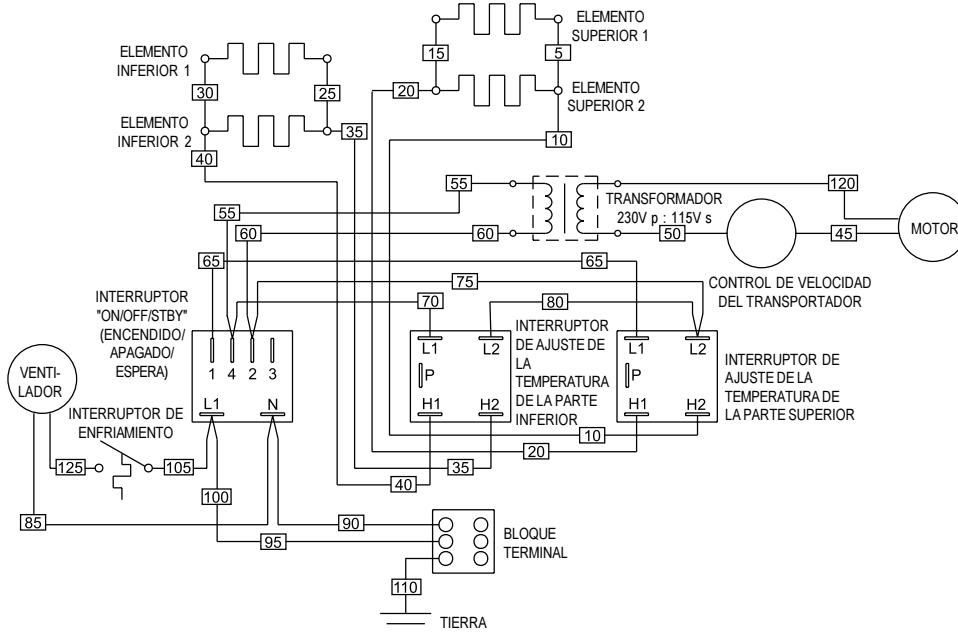 ELEMENTO
SUPERIOR 1
15
5
ELEMENTO
INFERIOR 1
20
ELEMENTO
SUPERIOR 2
30
25
ELEMENTO
INFERIOR 2
35
10
40
55
120
TRANSFORMADOR
230V p : 115V s
55
60
60
50
45
MOTOR
65
65
CONTROL DE VELOCIDAD
DEL TRANSPORTADOR
75
70
80
INTERRUPTOR
"ON/OFF/STBY"
(ENCENDIDO/
APAGADO/
ESPERA)
1
4
2
3
L1
N
L1
L2
P
H1
H2
INTERRUPTOR
DE AJUSTE DE
LA
TEMPERATURA
DE LA PARTE
INFERIOR
L1
L2
P
H1
H2
INTERRUPTOR DE
AJUSTE DE LA
TEMPERATURA DE
LA PARTE SUPERIOR
VENTI-
LADOR
INTERRUPTOR DE
ENFRIAMIENTO
10
20
125
105
35
40
100
85
90
95
BLOQUE
TERMINAL
110
TIERRA